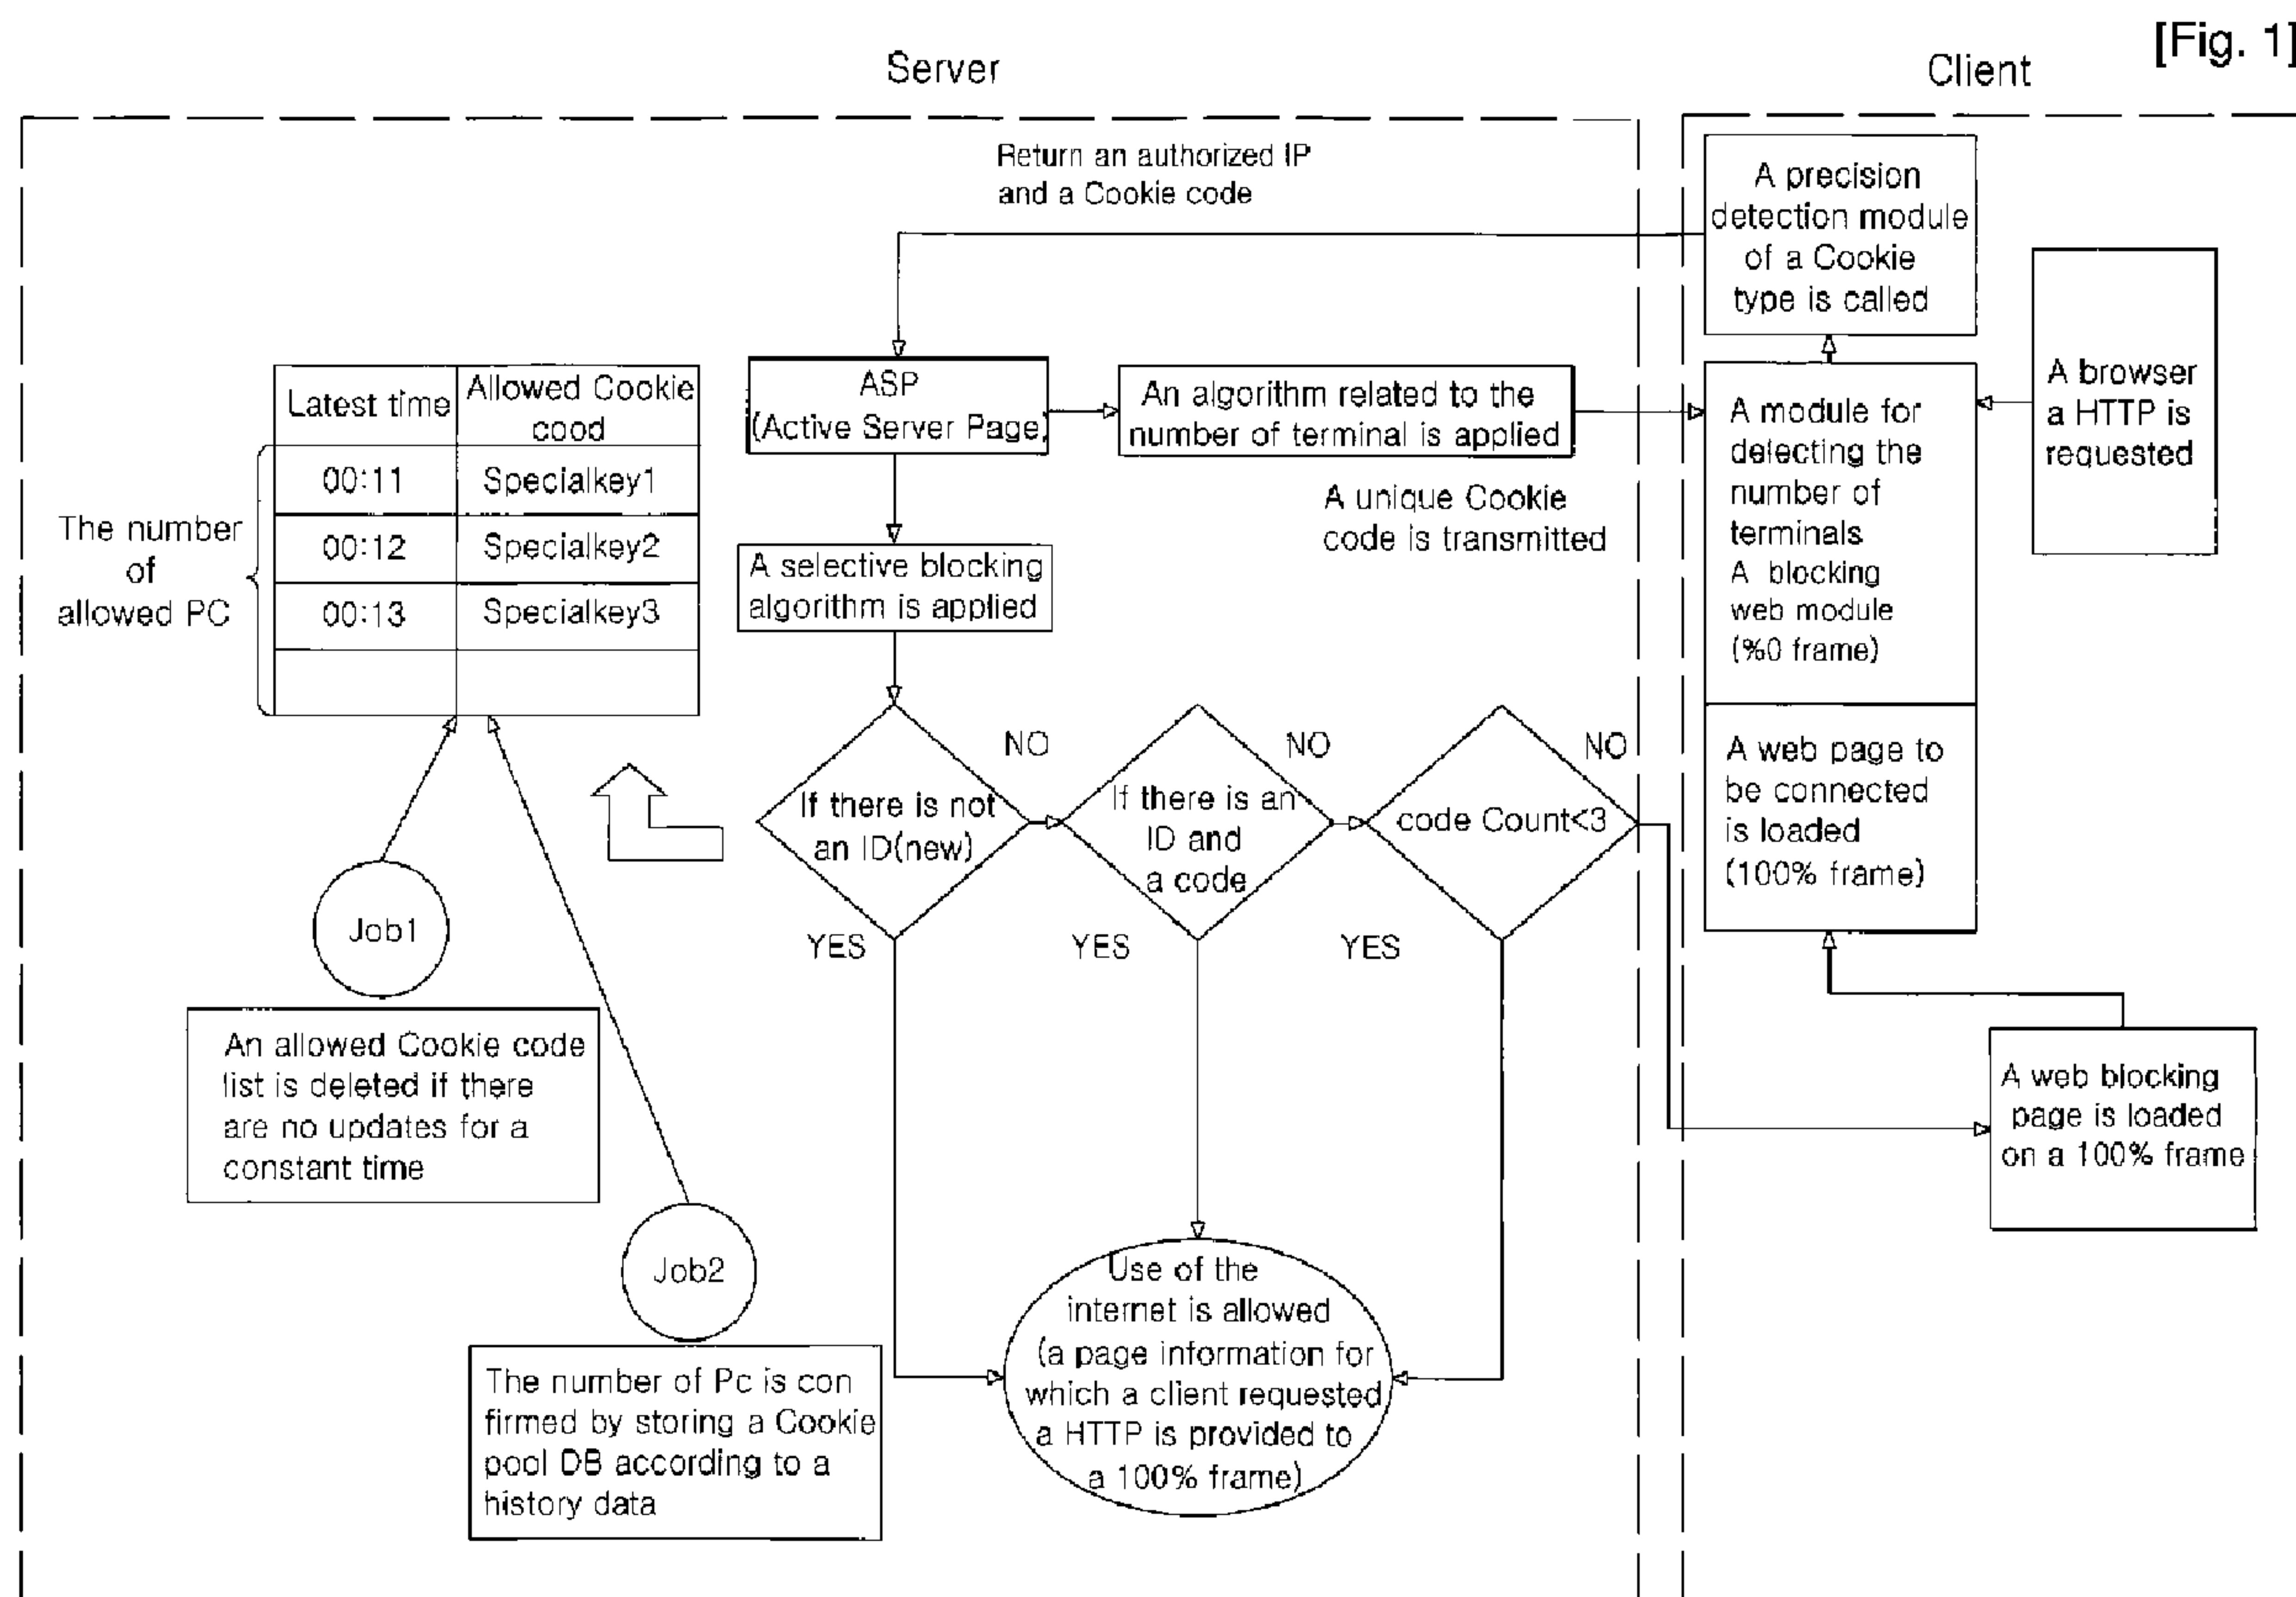 [Fig. 1]
Server
Client
Return an authorized IP
and a Cookie code
A precision
detection module
of a Cookie
type is called
A browser
a HTTP is
requested
Latest time
Allowed Cookie
cood
00:11
Specialkey1
00:12
Specialkey2
00:13
Specialkey3
The number
of
allowed PC
ASP
(Active Server Page)
An algorithm related to the
number of terminal is applied
A unique Cookie
code is transmitted
A module for
delecting the
number of
terminals
A blocking
web module
(%0 frame)
A selective blocking
algorithm is applied
A web page to
be connected
is loaded
(100% frame)
If there is not
an ID(new)
NO
YES
If there is an
ID and
a code
NO
YES
code Count<3
NO
YES
Job1
An allowed Cookie code
list is deleted if there
are no updates for a
constant time
Job2
The number of Pc is con
firmed by storing a Cookie
pool DB according to a
history data
Use of the
internet is allowed
(a page information for
which a client requested
a HTTP is provided to
a 100% frame)
A web blocking
page is loaded
on a 100% frame